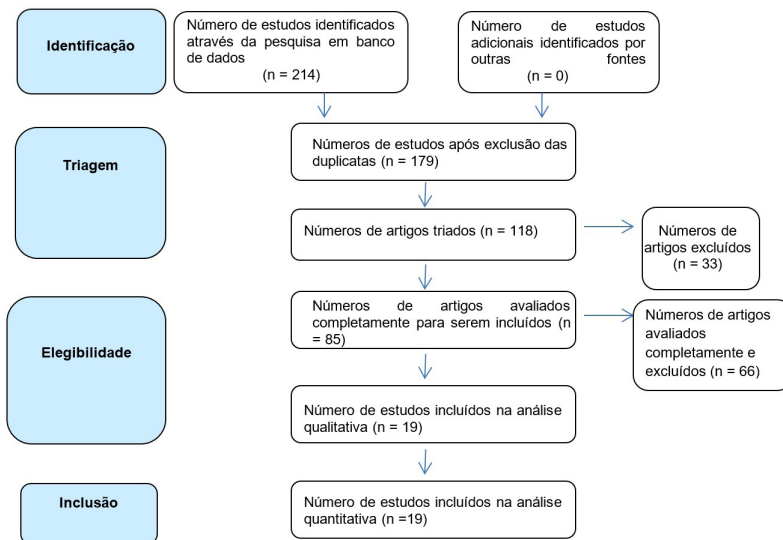 Identificação
Número de estudos identificados
através da pesquisa em banco
de dados
(n = 214)
Número de estudos
adicionais identificados por
outras fontes
(n = 0)
Triagem
Números de estudos após exclusão das
duplicatas (n = 179)
Números de artigos triados (n = 118)
Números de
artigos excluídos
(n = 33)
Elegibilidade
Números de artigos avaliados
completamente para serem incluídos (n
= 85)
Números de artigos
avaliados
completamente e
excluídos (n = 66)
Número de estudos incluídos na análise
qualitativa (n = 19)
Inclusão
Número de estudos incluídos na análise
quantitativa (n =19)